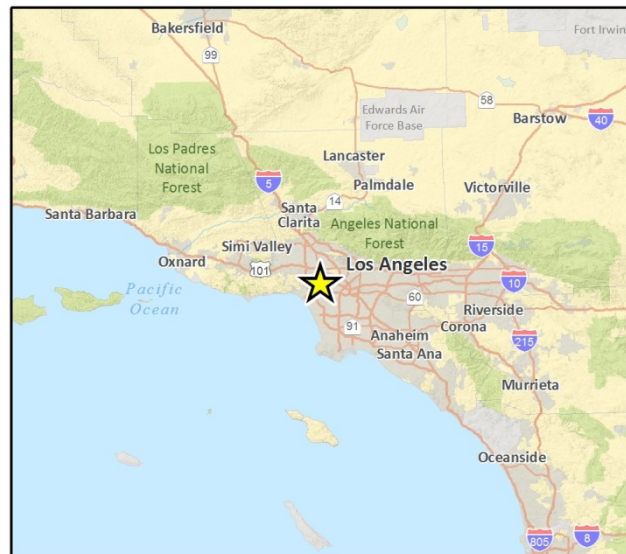 Bakersfield
Fort Irwin
99
58
Edwards Air
Force Base
Barstow
40
Los Padres
National
Forest
Lancaster
5
Palmdale
Victorville
14
Santa Barbara
Santa
Clarita
Angeles National
Forest
Simi Valley
15
Oxnard
101
Los Angeles
10
Pacific
Ocean
60
Riverside
91
Anaheim
Corona
215
Santa Ana
Murrieta
Oceanside
805
8